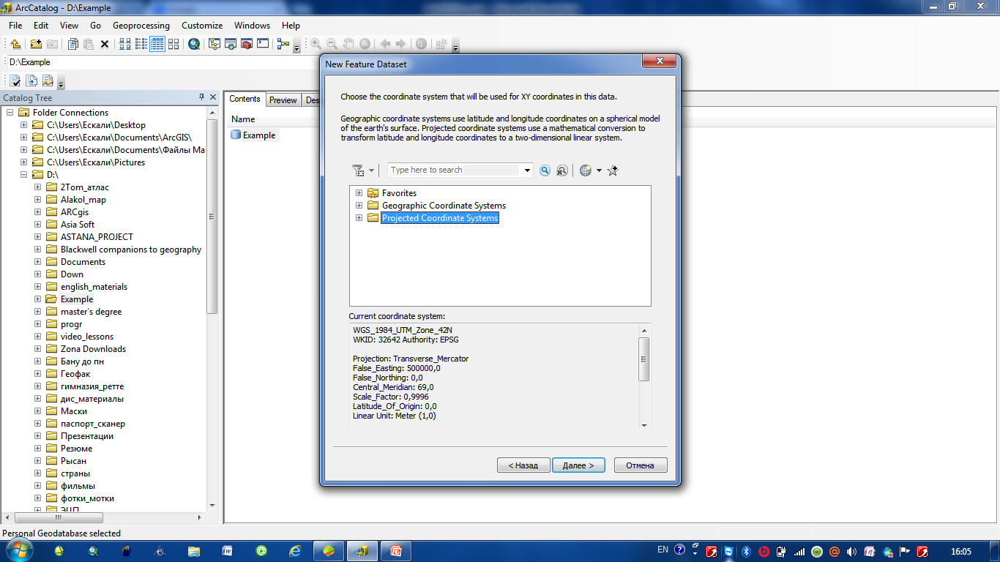 ArcCatalog - D:\Example
File Edit View Go Geoprocessing Customize Windows Help
D:\Example
Catalog Tree
Folder Connections
C:\Users\Ескали\Desktop
C:\Users\Ескали\Documents\ArcGIS\
C:\Users\Ескали\Documents\Файлы Ma
C:\Users\Ескали\Pictures
D:\
2Tom_атлас
Alakol_map
ARCgis
Asia Soft
ASTANA_PROJECT
Blackwell companions to geography
Documents
Down
english_materials
Example
master`s degree
progr
video_lessons
Zona Downloads
Бану до пн
Геофак
гимназия_ретте
дис_материалы
Маски
паспорт_сканер
Презентации
Резюме
Рысан
страны
фильмы
фотки_мотки
ЭЦП
Contents Preview Des
Name
Example
New Feature Dataset
Choose the coordinate system that will be used for XY coordinates in this data.
Geographic coordinate systems use latitude and longitude coordinates on a spherical model
of the earth's surface. Projected coordinate systems use a mathematical conversion to
transform latitude and longitude coordinates to a two-dimensional linear system.
Type here to search
Favorites
Geographic Coordinate Systems
Projected Coordinate Systems
Current coordinate system:
WGS_1984_UTM_Zone_42N
WKID: 32642 Authority: EPSG
Projection: Transverse_Mercator
False_Easting: 500000,0
False_Northing: 0,0
Central_Meridian: 69,0
Scale_Factor: 0,9996
Latitude_Of_Origin: 0,0
Linear Unit: Meter (1,0)
< Назад Далее > Отмена
Personal Geodatabase selected
EN 16:05